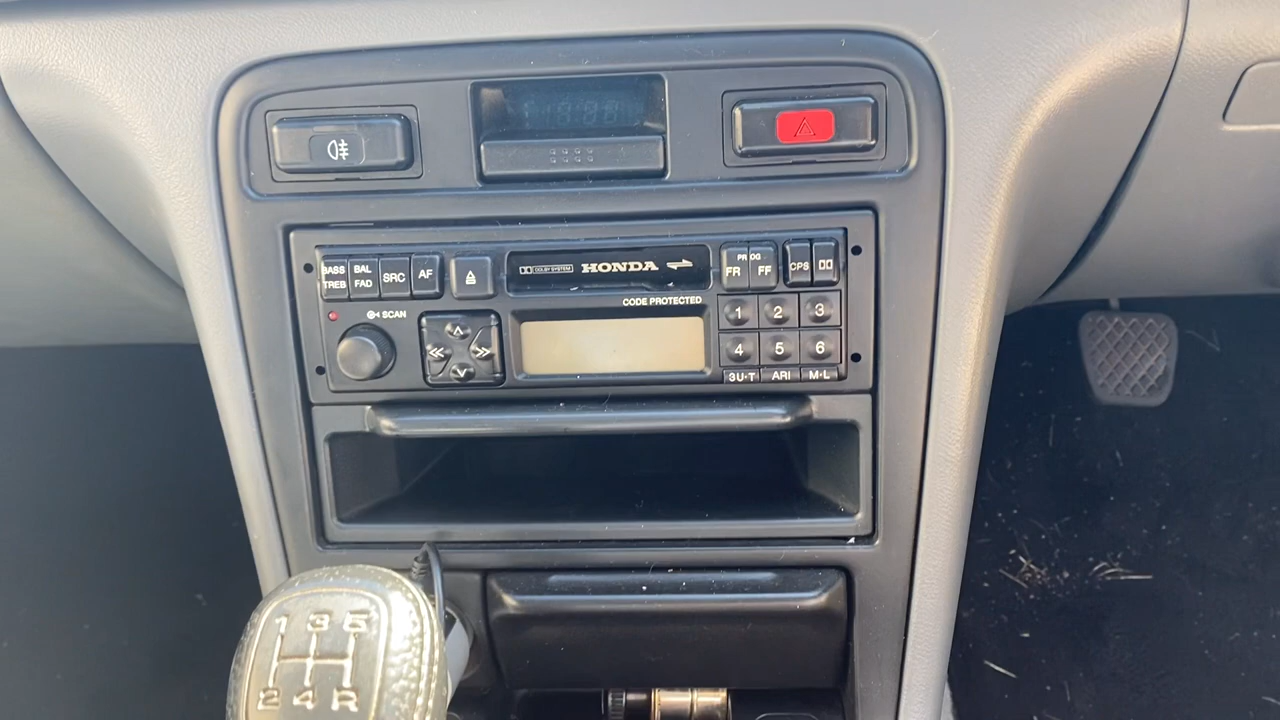 BASS BAL SRC AF
TREB FAD
DOLBY SYSTEM HONDA
PROG
FR FF CPS
CODE PROTECTED
SCAN
1 2 3
4 5 6
3U·T ARI M·L
1 3 5
2 4 R